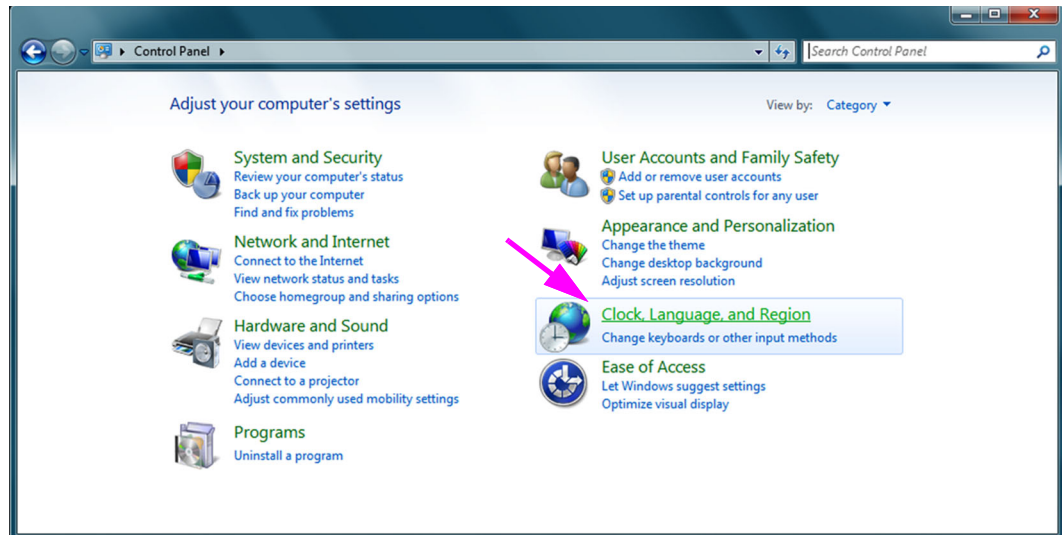 Control Panel
Search Control Panel
Adjust your computer's settings
View by: Category
System and Security
Review your computer's status
Back up your computer
Find and fix problems
Network and Internet
Connect to the Internet
View network status and tasks
Choose homegroup and sharing options
Hardware and Sound
View devices and printers
Add a device
Connect to a projector
Adjust commonly used mobility settings
Programs
Uninstall a program
User Accounts and Family Safety
Add or remove user accounts
Set up parental controls for any user
Appearance and Personalization
Change the theme
Change desktop background
Adjust screen resolution
Clock, Language, and Region
Change keyboards or other input methods
Ease of Access
Let Windows suggest settings
Optimize visual display